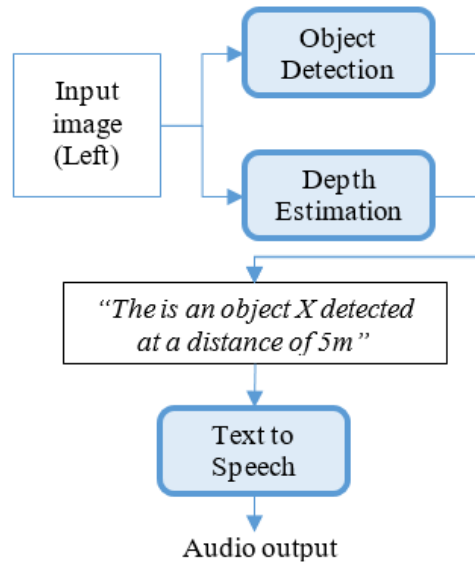 Object
Detection
Input
image
(Left)
Depth
Estimation
“The is an object X detected
at a distance of 5m”
Text to
Speech
Audio output